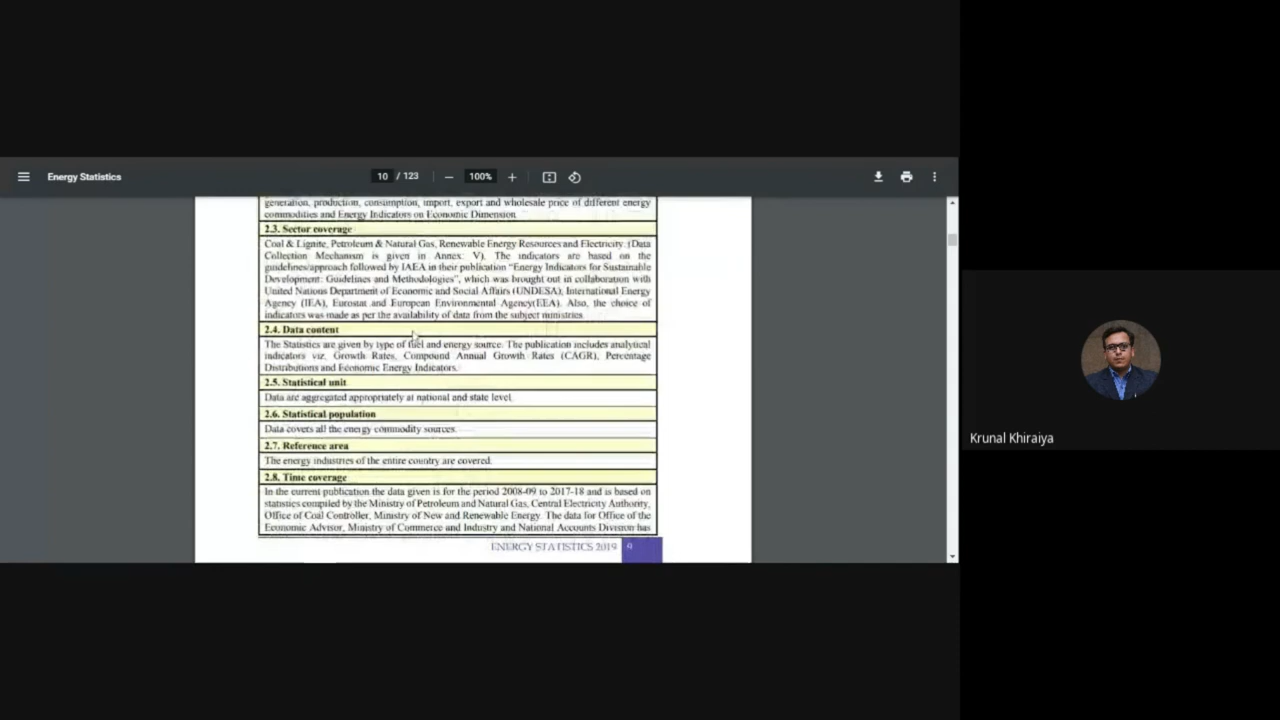 Energy Statistics
10 / 123
100%
generation, production, consumption, import, export and wholesale price of different energy
commodities and Energy Indicators on Economic Dimension.
2.3. Sector coverage
Coal & Lignite, Petroleum & Natural Gas, Renewable Energy Resources and Electricity. (Data
Collection Mechanism is given in Annex: V). The indicators are based on the
guidelines/approach followed by IAEA in their publication "Energy Indicators for Sustainable
Development: Guidelines and Methodologies", which was brought out in collaboration with
United Nations Department of Economic and Social Affairs (UNDESA), International Energy
Agency (IEA), Eurostat and European Environmental Agency(EEA). Also, the choice of
indicators was made as per the availability of data from the subject ministries.
2.4. Data content
The Statistics are given by type of fuel and energy source. The publication includes analytical
indicators viz. Growth Rates, Compound Annual Growth Rates (CAGR), Percentage
Distributions and Economic Energy Indicators.
2.5. Statistical unit
Data are aggregated appropriately at national and state level.
2.6. Statistical population
Data covers all the energy commodity sources.
2.7. Reference area
The energy industries of the entire country are covered.
2.8. Time coverage
In the current publication the data given is for the period 2008-09 to 2017-18 and is based on
statistics compiled by the Ministry of Petroleum and Natural Gas, Central Electricity Authority,
Office of Coal Controller, Ministry of New and Renewable Energy. The data for Office of the
Economic Advisor, Ministry of Commerce and Industry and National Accounts Division has
ENERGY STATISTICS 2019 9
Krunal Khiraiya